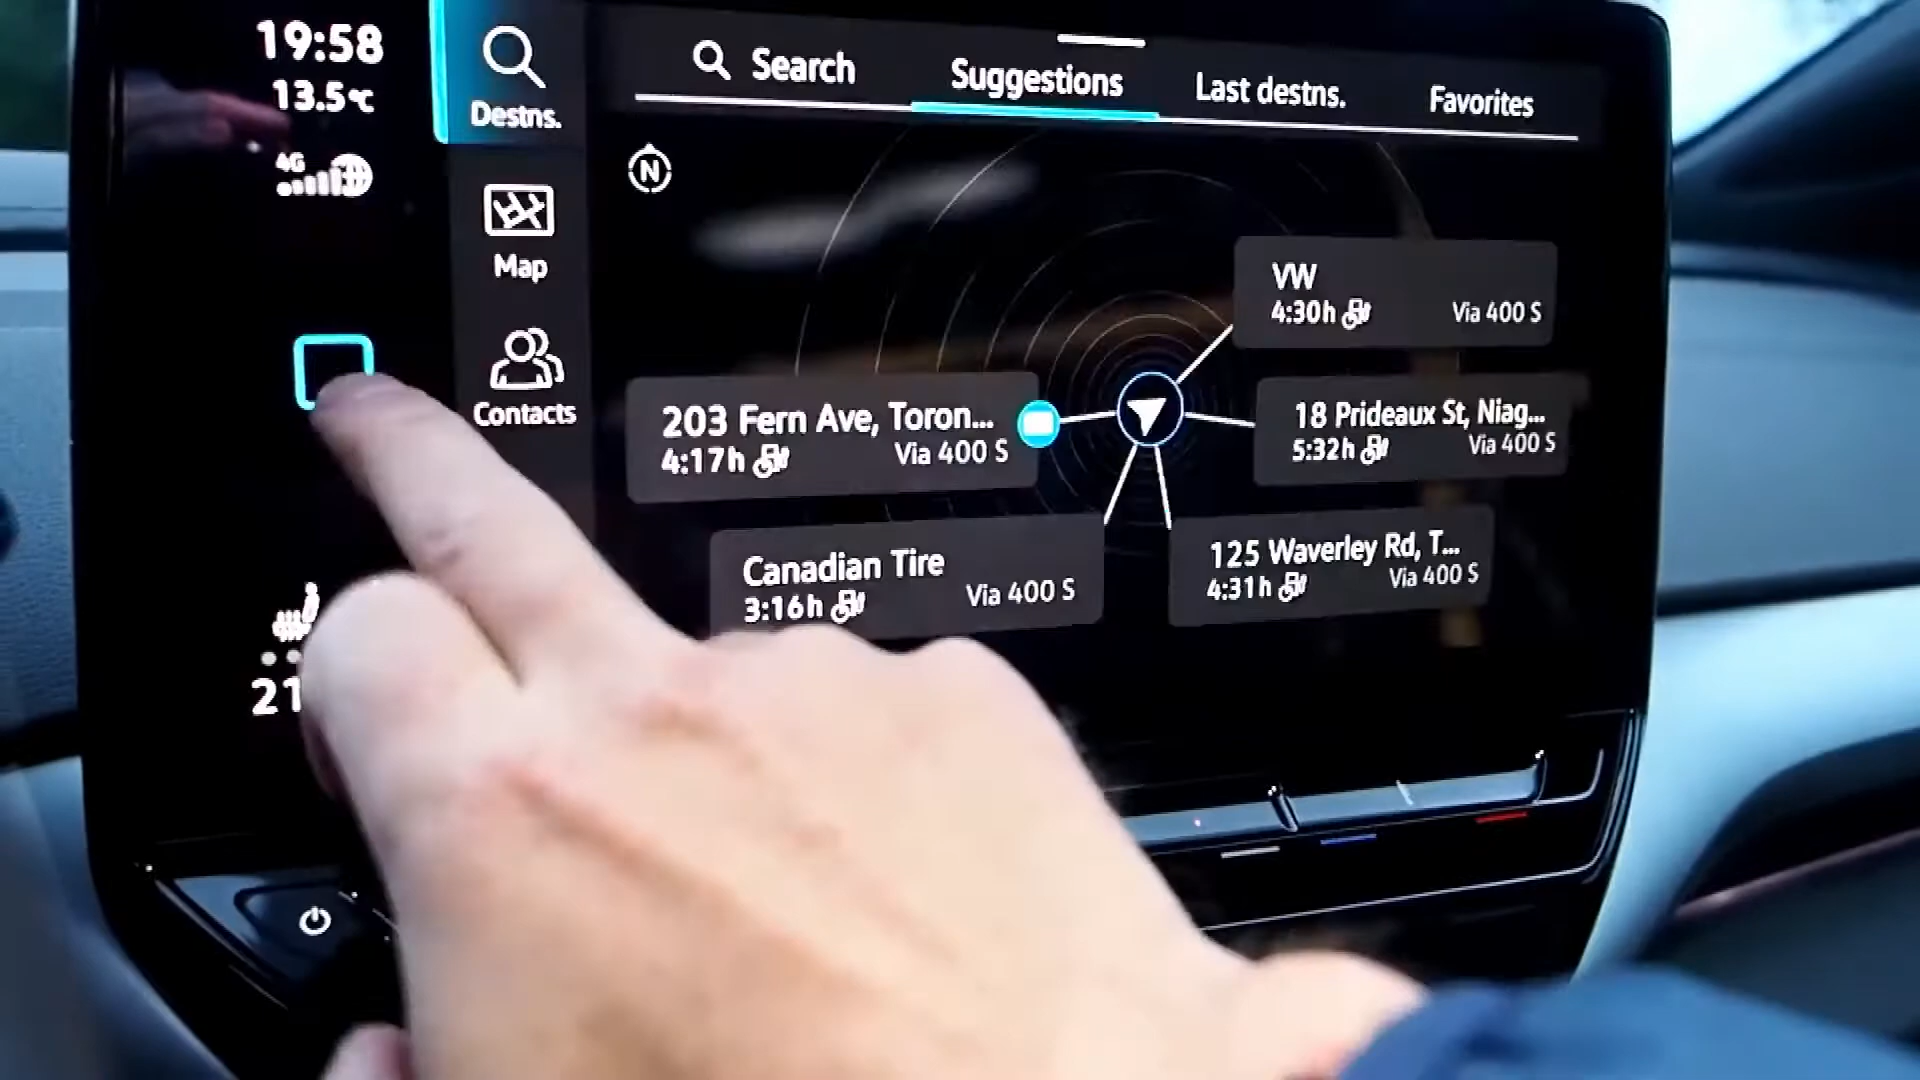 19:58
13.5°C
4G
Destns.
Map
Contacts
Search
Suggestions
Last destns.
Favorites
N
VW
4:30h
Via 400 S
203 Fern Ave, Toron...
4:17h
Via 400 S
18 Prideaux St, Niag...
5:32h
Via 400 S
Canadian Tire
3:16h
Via 400 S
125 Waverley Rd, T...
4:31h
Via 400 S
21